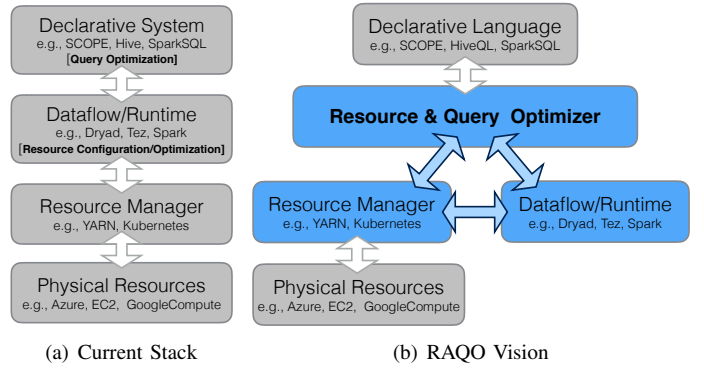 Declarative System
e.g., SCOPE, Hive, SparkSQL
[Query Optimization]
Dataflow/Runtime
e.g., Dryad, Tez, Spark
[Resource Configuration/Optimization]
Resource Manager
e.g., YARN, Kubernetes
Physical Resources
e.g., Azure, EC2, GoogleCompute
(a) Current Stack
Declarative Language
e.g., SCOPE, HiveQL, SparkSQL
Resource & Query Optimizer
Resource Manager
e.g., YARN, Kubernetes
Dataflow/Runtime
e.g., Dryad, Tez, Spark
Physical Resources
e.g., Azure, EC2, GoogleCompute
(b) RAQO Vision